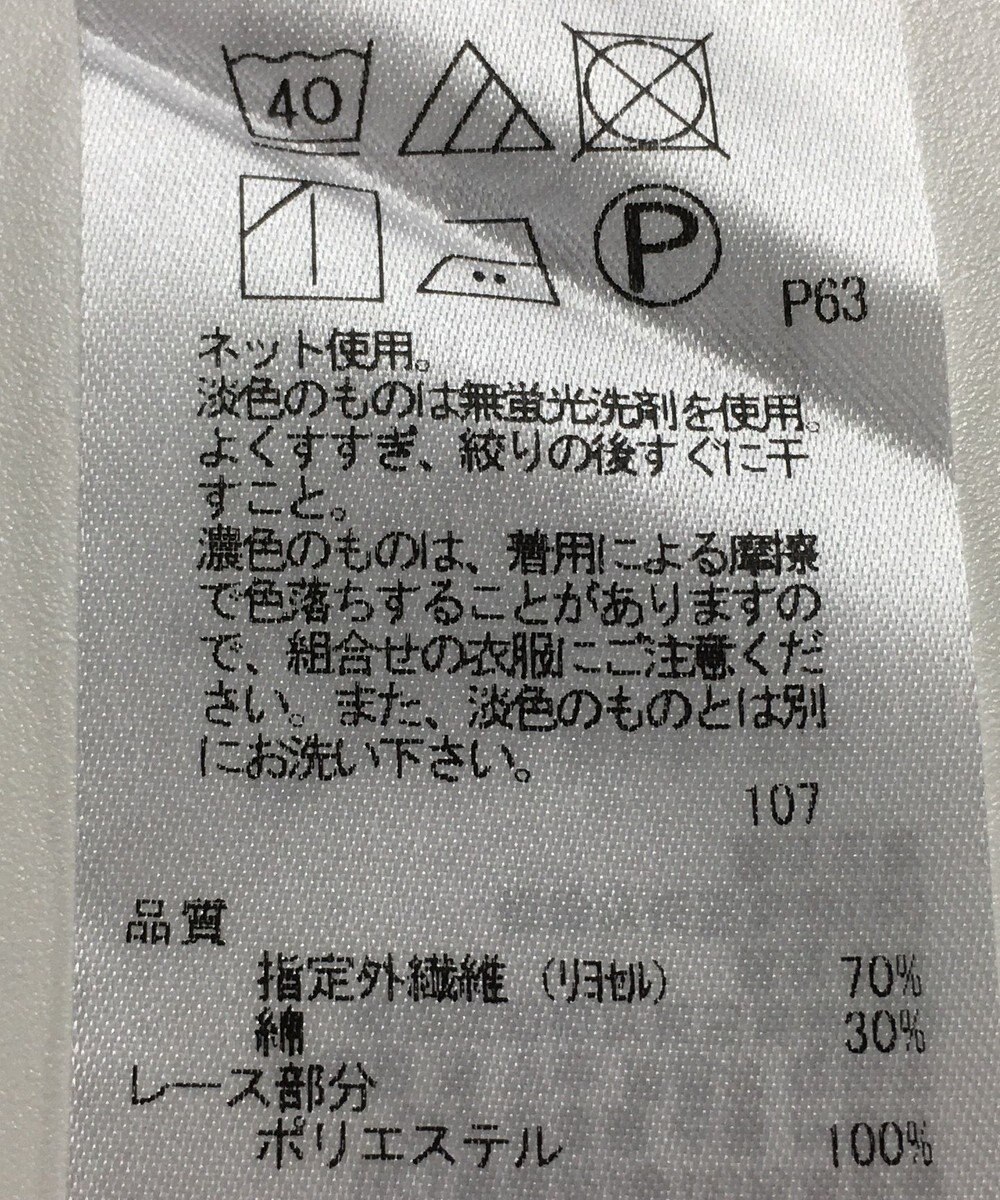 40
P
P63
ネット使用。
淡色のものは無蛍光洗剤を使用。
よくすすぎ、絞りの後すぐに干
すこと。
濃色のものは、着用による摩擦
で色落ちすることがありますの
で、組合せの衣服にご注意くだ
さい。また、淡色のものとは別
にお洗い下さい。
107
品質
指定外繊維 (リヨセル) 70%
綿 30%
レース部分
ポリエステル 100%